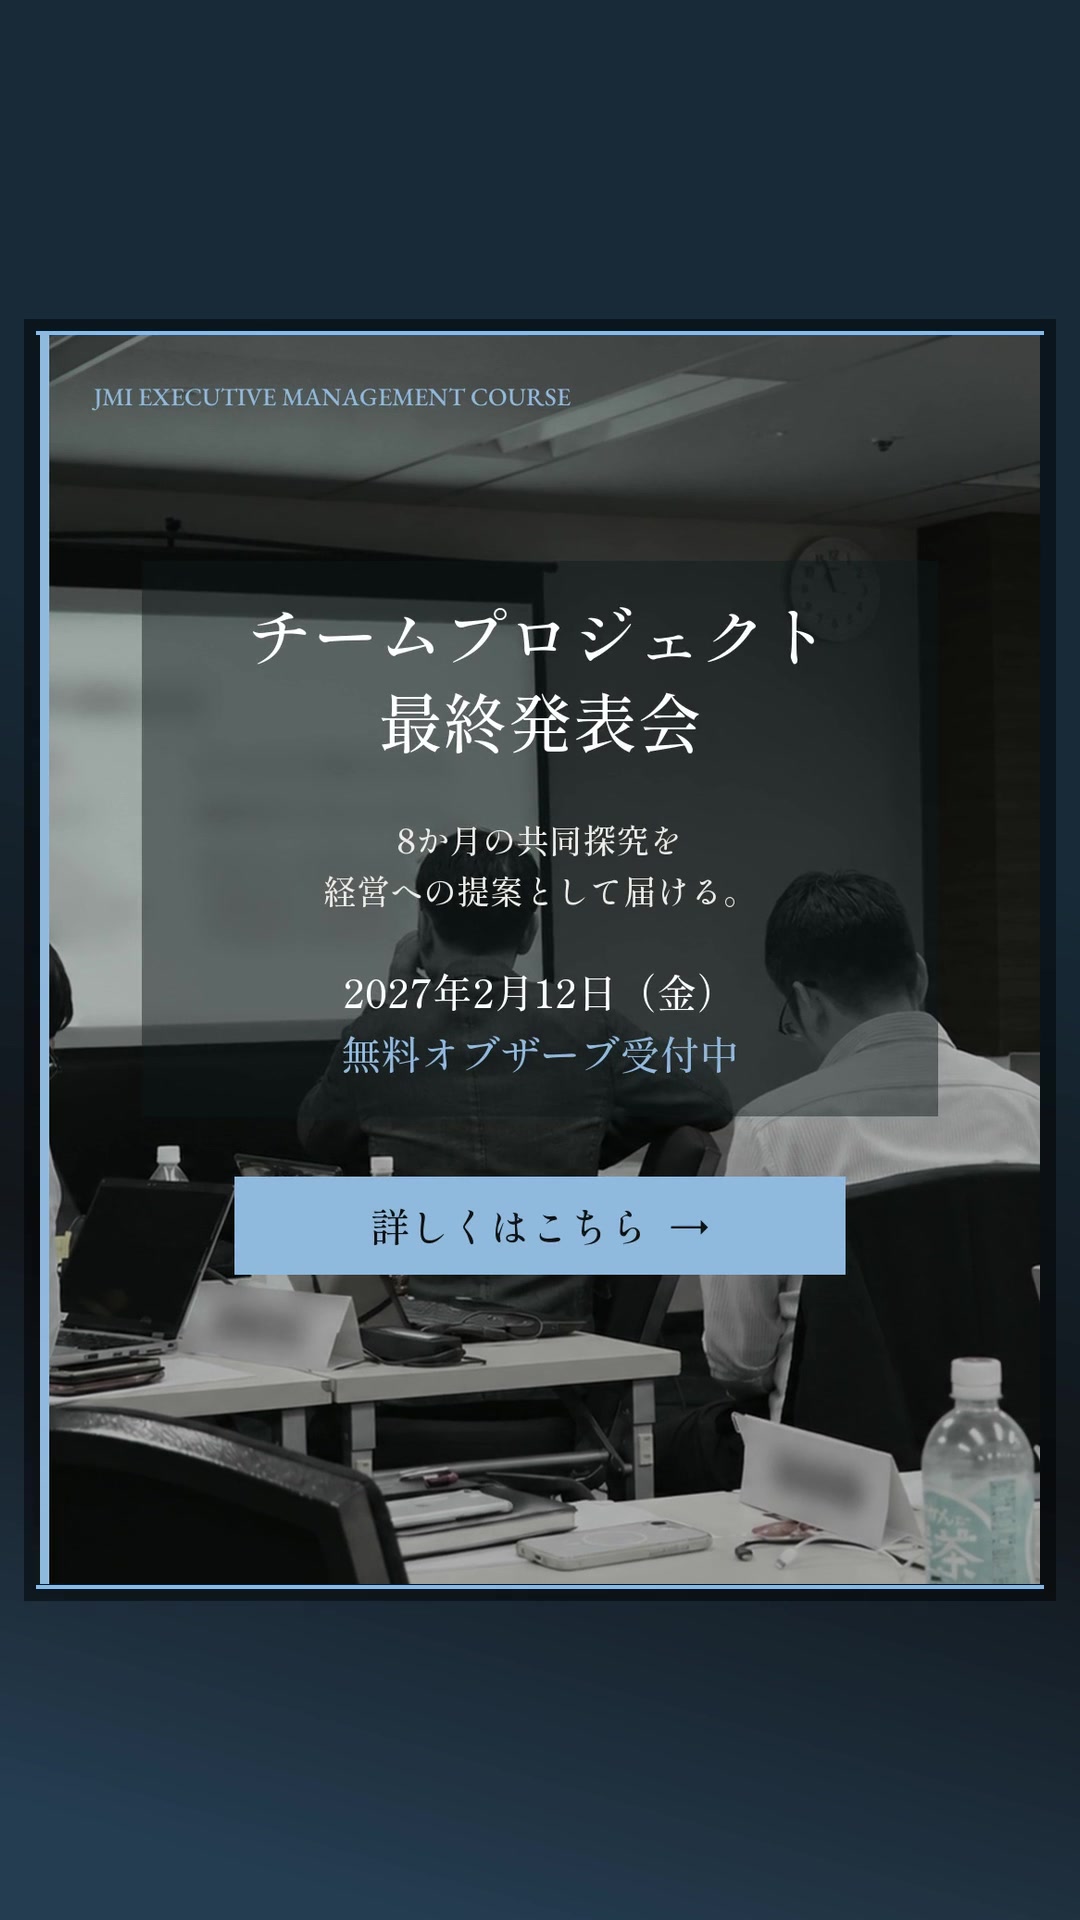 JMI EXECUTIVE MANAGEMENT COURSE
チームプロジェクト
最終発表会
8か月の共同探究を
経営への提案として届ける。
2027年2月12日（金）
無料オブザーブ受付中
詳しくはこちら →
茶